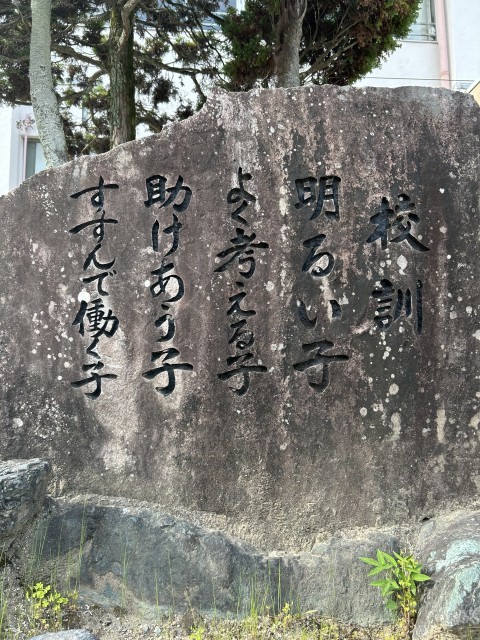 校訓
明るい子
よく考える子
助けあう子
すすんで働く子